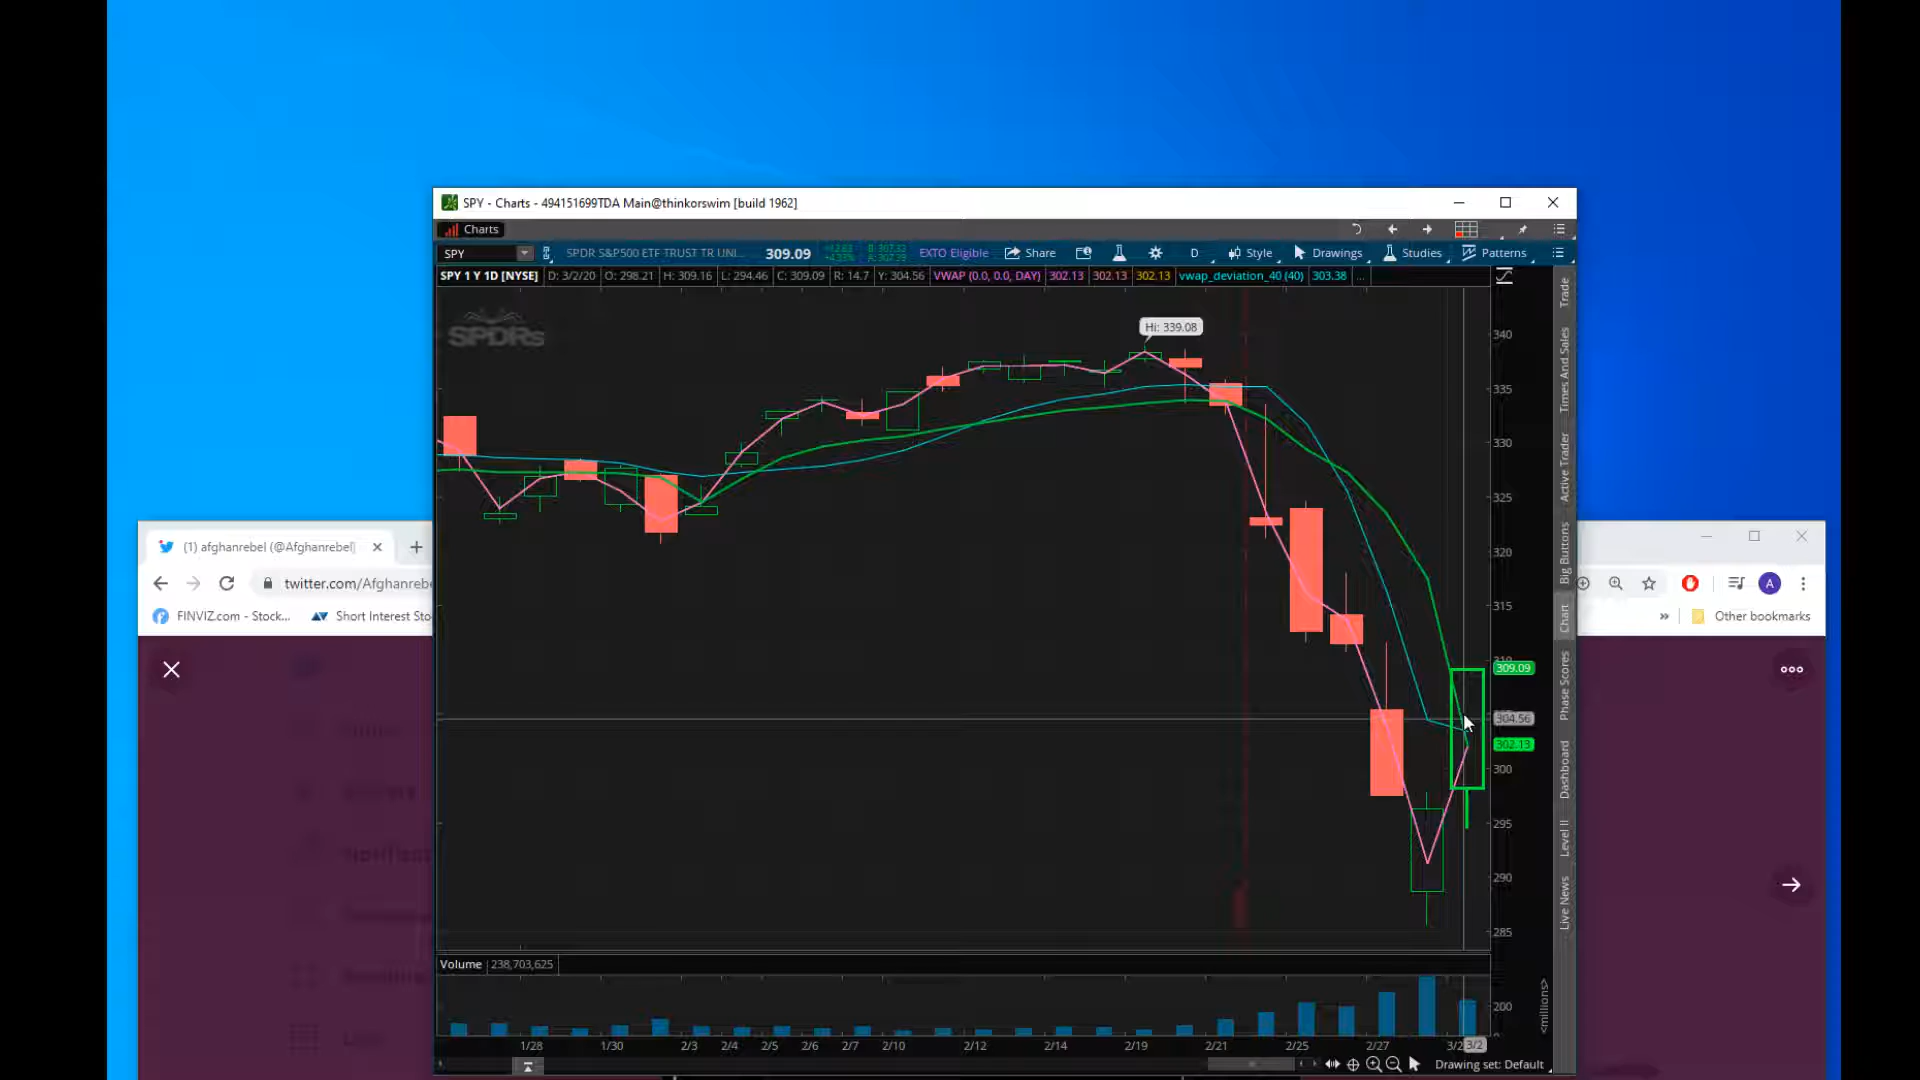 SPY - Charts - 494151699TDA Main@thinkorswim [build 1962]
Charts
SPY
SPDR S&P500 ETF TRUST TR UNI...
309.09
EXTO Eligible
Share
D
Style
Drawings
Studies
Patterns
SPY 1 Y 1D [NYSE]
D: 3/2/20
O: 298.21
H: 309.16
L: 294.46
C: 309.09
R: 14.7
Y: 304.56
VWAP (0.0, 0.0, DAY)
302.13
302.13
302.13
vwap_deviation_40 (40)
303.38
...
SPDRs
Hi: 339.08
340
335
330
325
320
315
310
309.09
304.56
302.13
300
295
290
285
Trade
Times And Sales
Active Trader
Big Buttons
Chart
Phase Scores
Dashboard
Level II
Live News
(1) afghanrebel (@Afghanrebel)
twitter.com/Afghanrebe
A
FINVIZ.com - Stock...
Short Interest Sto
»
Other bookmarks
Volume
238,703,625
200
<millions>
1/28
1/30
2/3
2/4
2/5
2/6
2/7
2/10
2/12
2/14
2/19
2/21
2/25
2/27
3/2
3/2
Drawing set: Default